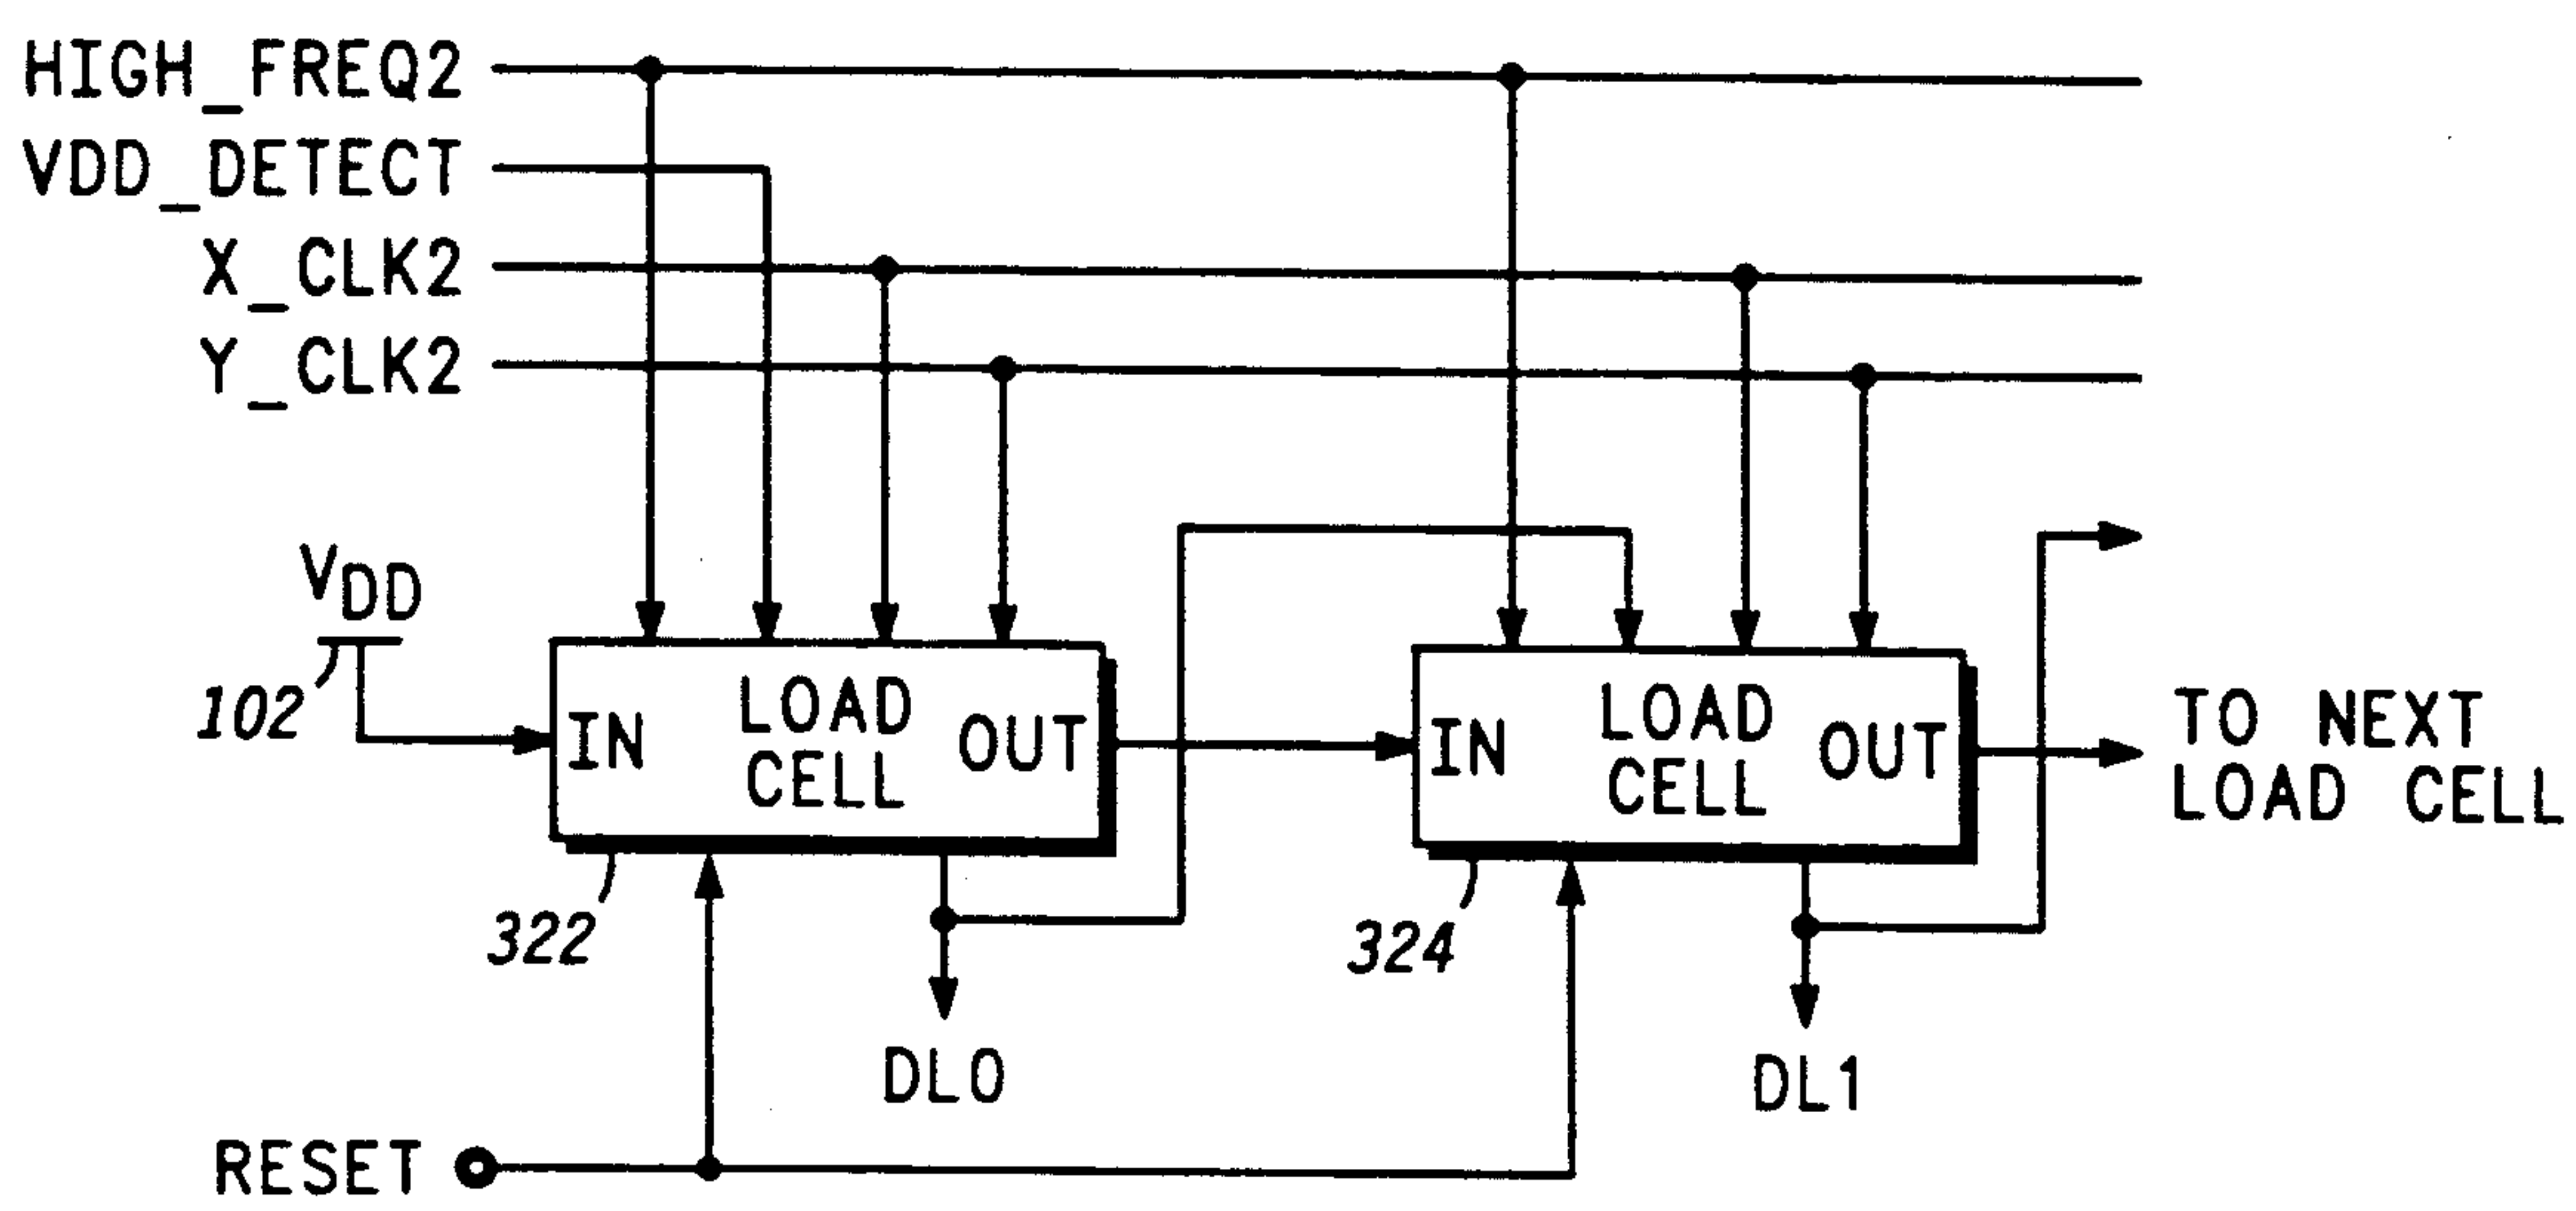 HIGH_FREQ2
VDD_DETECT
X_CLK2
Y_CLK2
VDD
102
IN
LOAD
CELL
OUT
322
IN
LOAD
CELL
OUT
324
TO NEXT
LOAD CELL
DL0
DL1
RESET